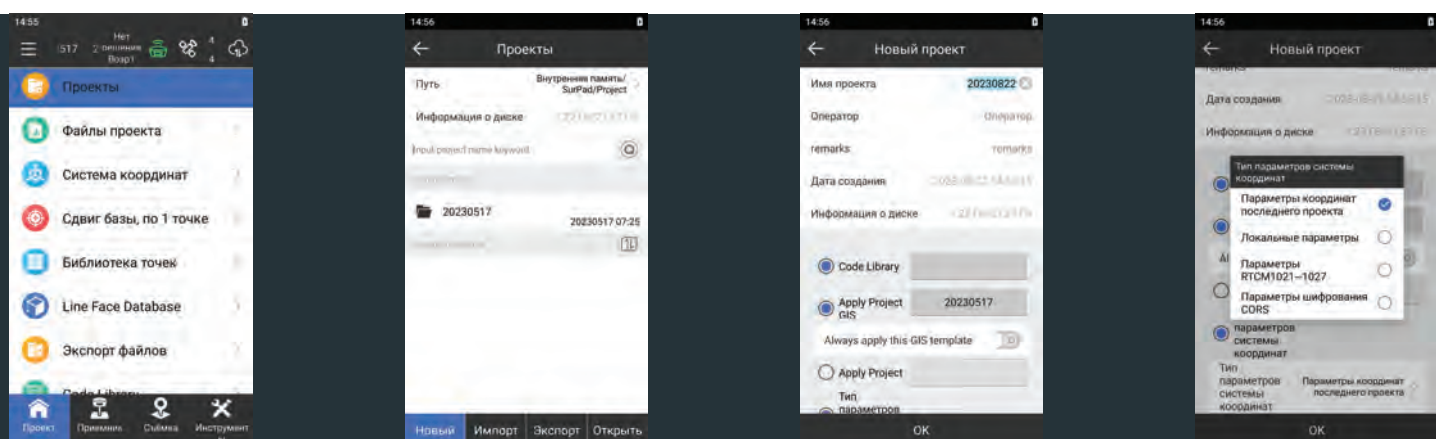 14:55
Нет
517 2 решения 4
Возрт 4
Проекты
Файлы проекта
Система координат
Сдвиг базы, по 1 точке
Библиотека точек
Line Face Database
Экспорт файлов
Code Library
Проект Приемник Съёмка Инструмент
14:56
Проекты
Путь
Внутренняя память/
SurPad/Project
Информация о диске
Input project name keyword
20230517
20230517 07:25
Новый Импорт Экспорт Открыть
14:56
Новый проект
Имя проекта 20230822
Оператор Оператор
remarks remarks
Дата создания
Информация о диске
Code Library
Apply Project 20230517
GIS
Always apply this GIS template
Apply Project
Тип
параметров
OK
14:56
Новый проект
remarks remarks
Дата создания
Информация о диске
Тип параметров системы
координат
Параметры координат
последнего проекта
Локальные параметры
Параметры
RTCM1021~1027
Параметры шифрования
CORS
параметров
системы
координат
Тип
параметров
системы
координат
Параметры координат
последнего проекта
OK